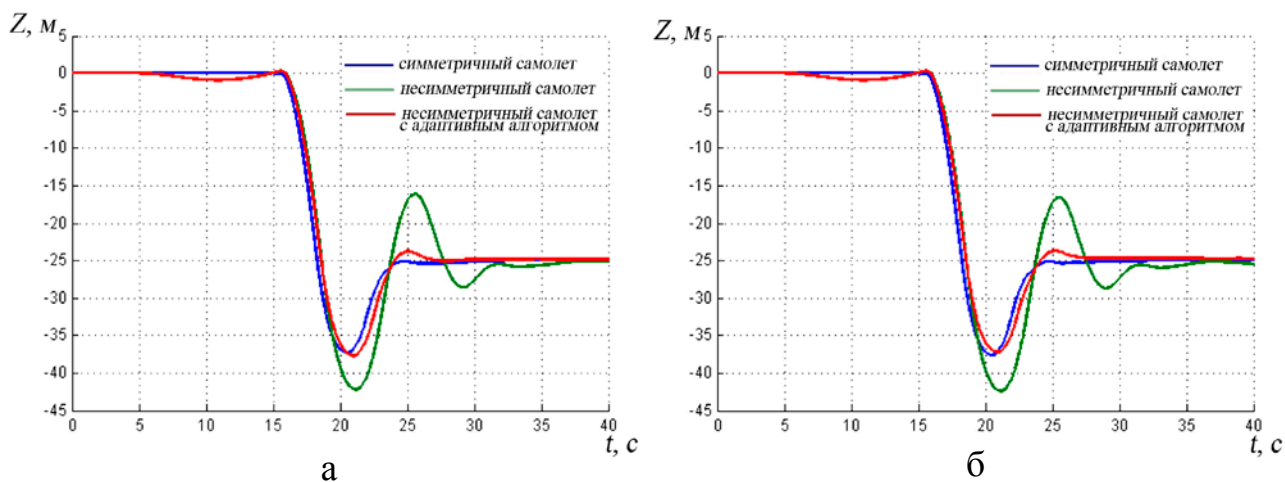 Z, м
5
0
-5
-10
-15
-20
-25
-30
-35
-40
-45
0 5 10 15 20 25 30 35 40
t, с
симметричный самолет
несимметричный самолет
несимметричный самолет
с адаптивным алгоритмом
а
Z, м
5
0
-5
-10
-15
-20
-25
-30
-35
-40
-45
0 5 10 15 20 25 30 35 40
t, с
симметричный самолет
несимметричный самолет
несимметричный самолет
с адаптивным алгоритмом
б